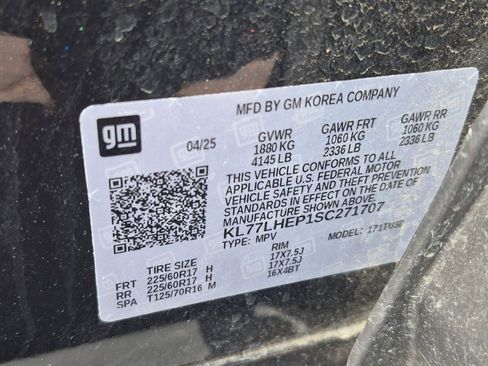 MFD BY GM KOREA COMPANY
gm
04/25
GVWR GAWR FRT GAWR RR
1880 KG 1060 KG 1060 KG
4145 LB 2336 LB 2336 LB
THIS VEHICLE CONFORMS TO ALL
APPLICABLE U.S. FEDERAL MOTOR
VEHICLE SAFETY AND THEFT PREVENTION
STANDARDS IN EFFECT ON THE DATE OF
MANUFACTURE SHOWN ABOVE.
KL77LHEP1SC271707
TYPE: MPV MODEL:
TIRE SIZE RIM
FRT 225/60R17 H 17X7.5J
RR 225/60R17 H 17X7.5J
SPA T125/70R16 M 16X4BT